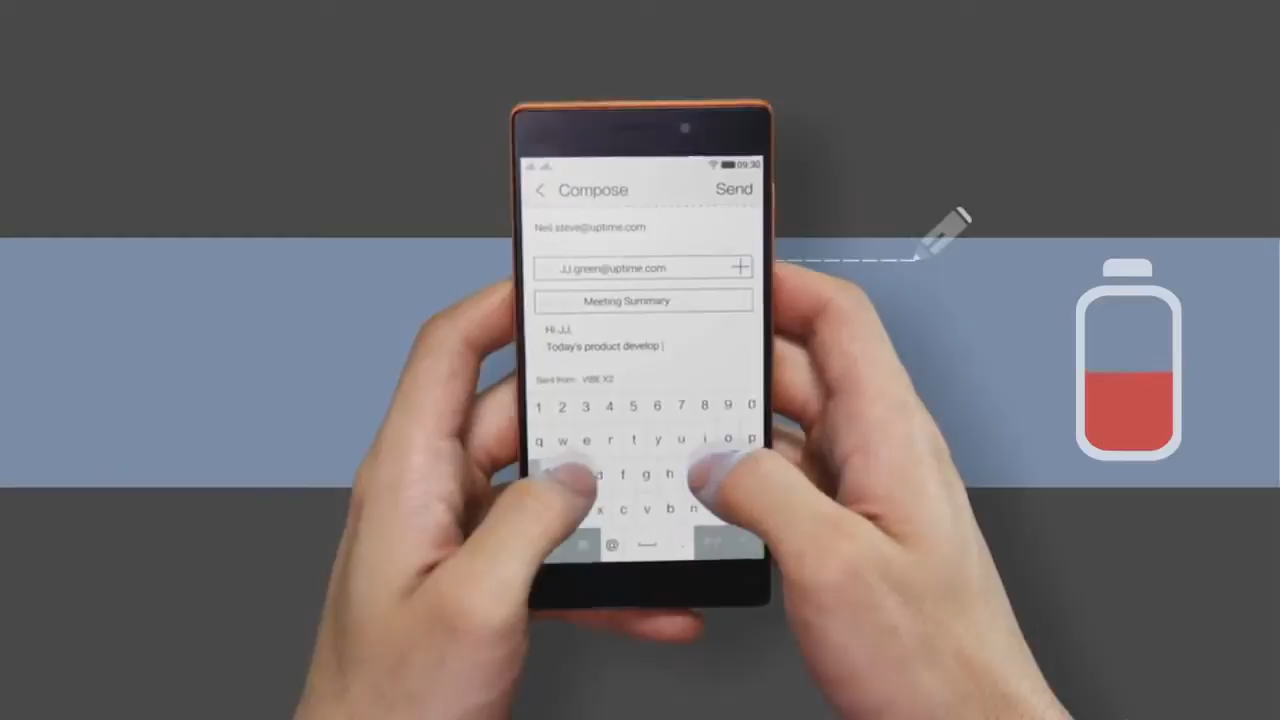 09:30
Compose Send
Neil.steve@uptime.com
JJ.green@uptime.com
Meeting Summary
Hi JJ,
Today's product develop
Sent from VIBE X2
1 2 3 4 5 6 7 8 9 0
q w e r t y u i o p
d f g h
x c v b n
@ .